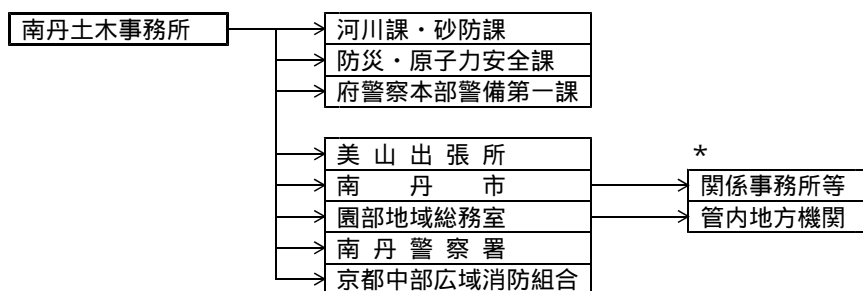 南丹土木事務所
河川課・砂防課
防災・原子力安全課
府警察本部警備第一課
美山出張所
*
南丹市
関係事務所等
園部地域総務室
管内地方機関
南丹警察署
京都中部広域消防組合